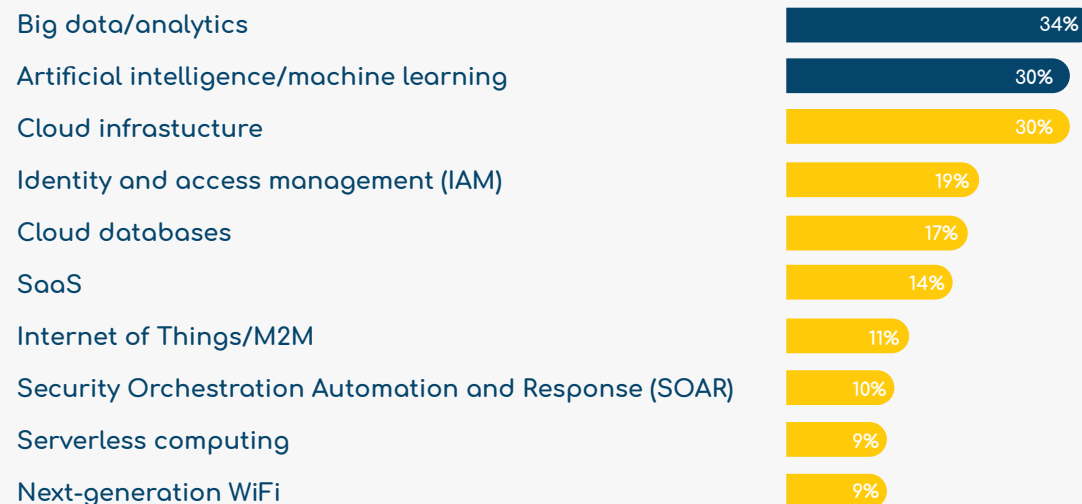 Big data/analytics 34%
Artificial intelligence/machine learning 30%
Cloud infrastucture 30%
Identity and access management (IAM) 19%
Cloud databases 17%
SaaS 14%
Internet of Things/M2M 11%
Security Orchestration Automation and Response (SOAR) 10%
Serverless computing 9%
Next-generation WiFi 9%